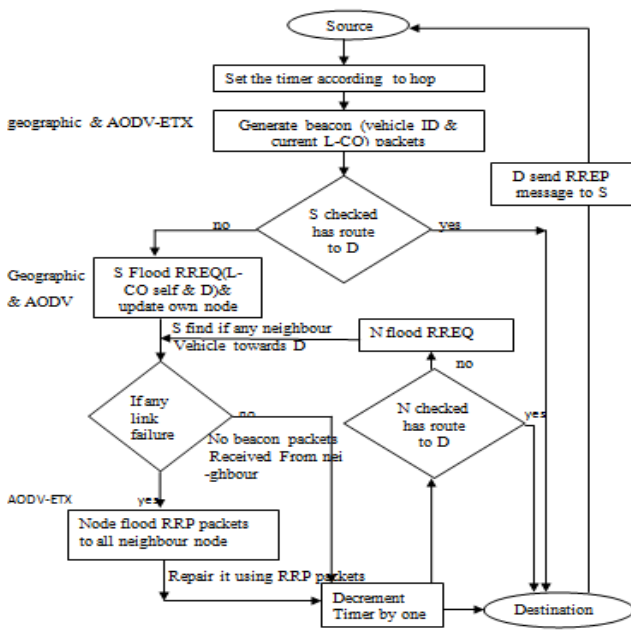 Source
Set the timer according to hop
geographic & AODV-ETX
Generate beacon (vehicle ID &
current L-CO) packets
D send RREP
message to S
S checked
has route
to D
no
yes
Geographic
& AODV
S Flood RREQ(L-
CO self & D)&
update own node
S find if any neighbour
Vehicle towards D
N flood RREQ
no
If any
link
failure
no
N checked
has route
to D
yes
No beacon packets
Received From nei
-ghbour
AODV-ETX
yes
Node flood RRP packets
to all neighbour node
Repair it using RRP packets
Decrement
Timer by one
Destination